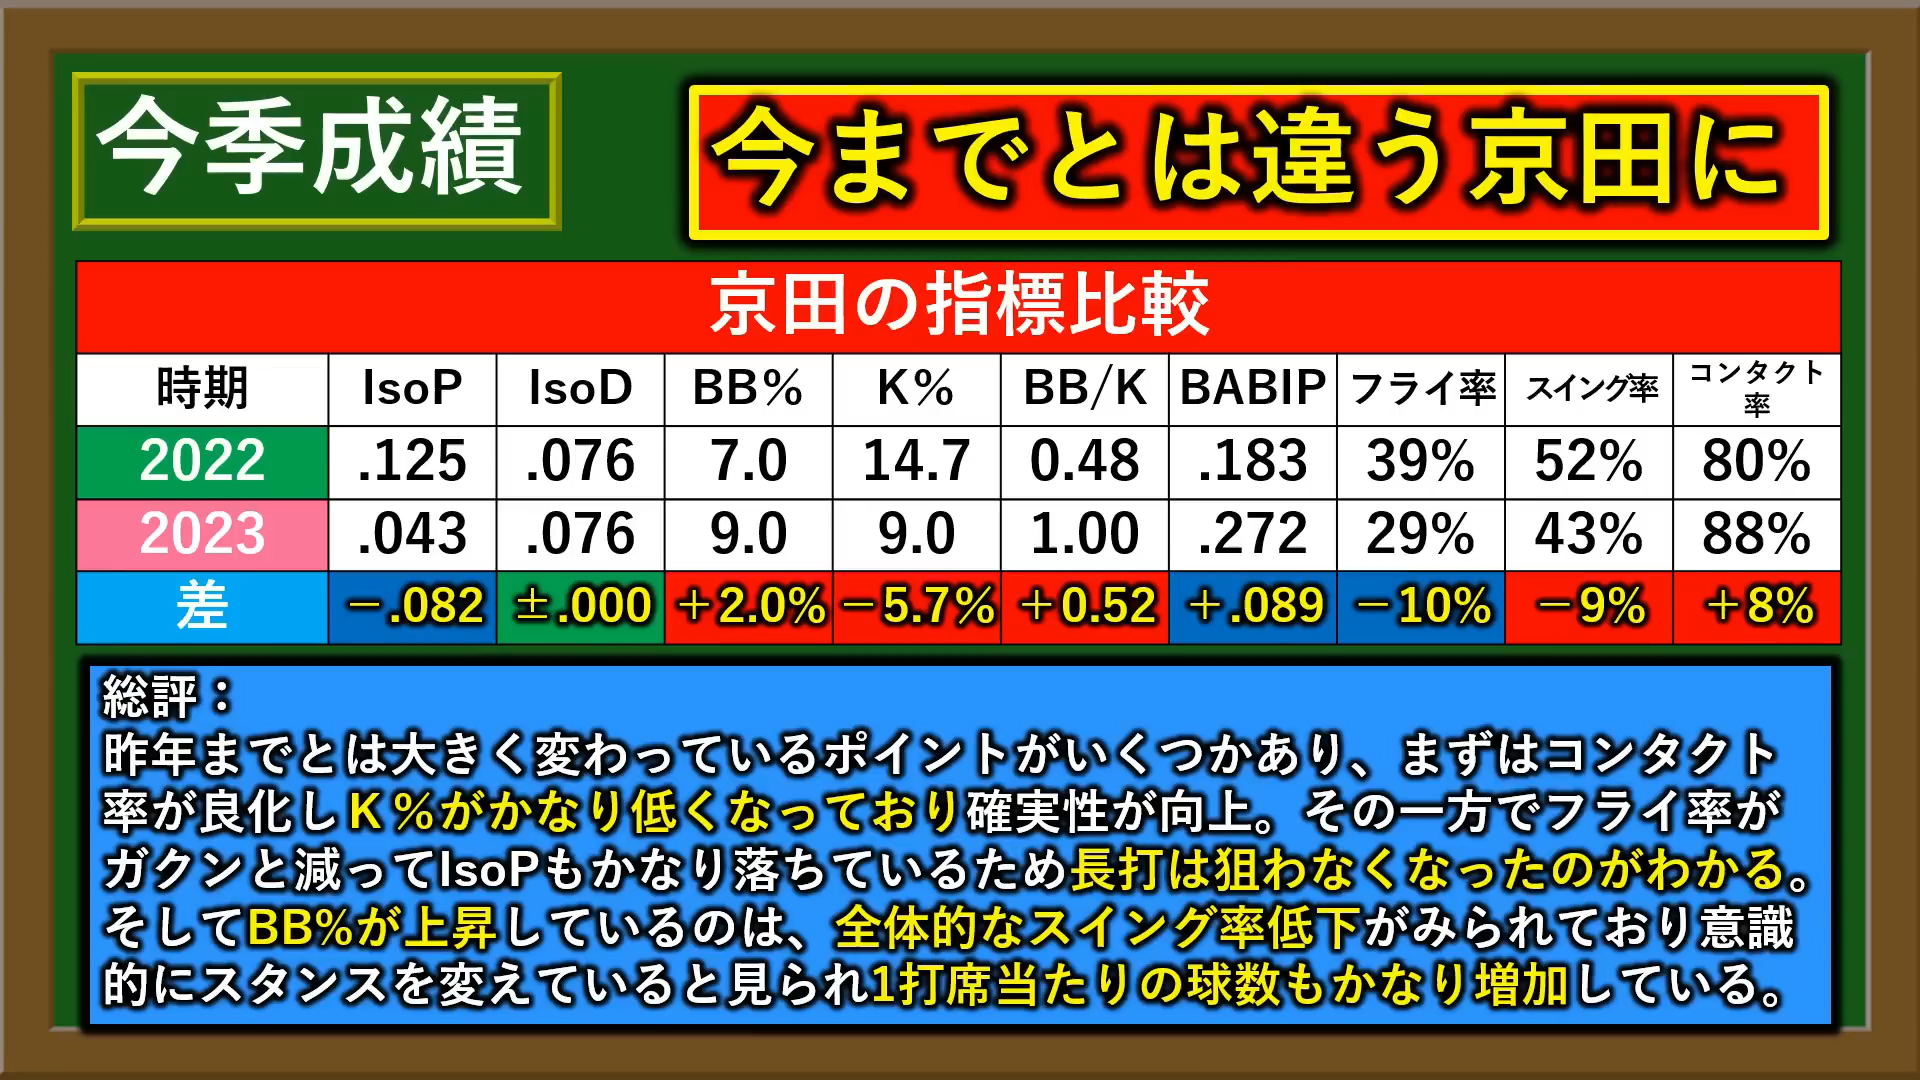 今季成績
今までとは違う京田に
京田の指標比較
時期 IsoP IsoD BB% K% BB/K BABIP フライ率 スイング率 コンタクト率
2022 .125 .076 7.0 14.7 0.48 .183 39% 52% 80%
2023 .043 .076 9.0 9.0 1.00 .272 29% 43% 88%
差 －.082 ±.000 ＋2.0% －5.7% ＋0.52 ＋.089 －10% －9% ＋8%
総評：
昨年までとは大きく変わっているポイントがいくつかあり、まずはコンタクト
率が良化しＫ％がかなり低くなっており確実性が向上。その一方でフライ率が
ガクンと減ってIsoPもかなり落ちているため長打は狙わなくなったのがわかる。
そしてBB%が上昇しているのは、全体的なスイング率低下がみられており意識
的にスタンスを変えていると見られ1打席当たりの球数もかなり増加している。